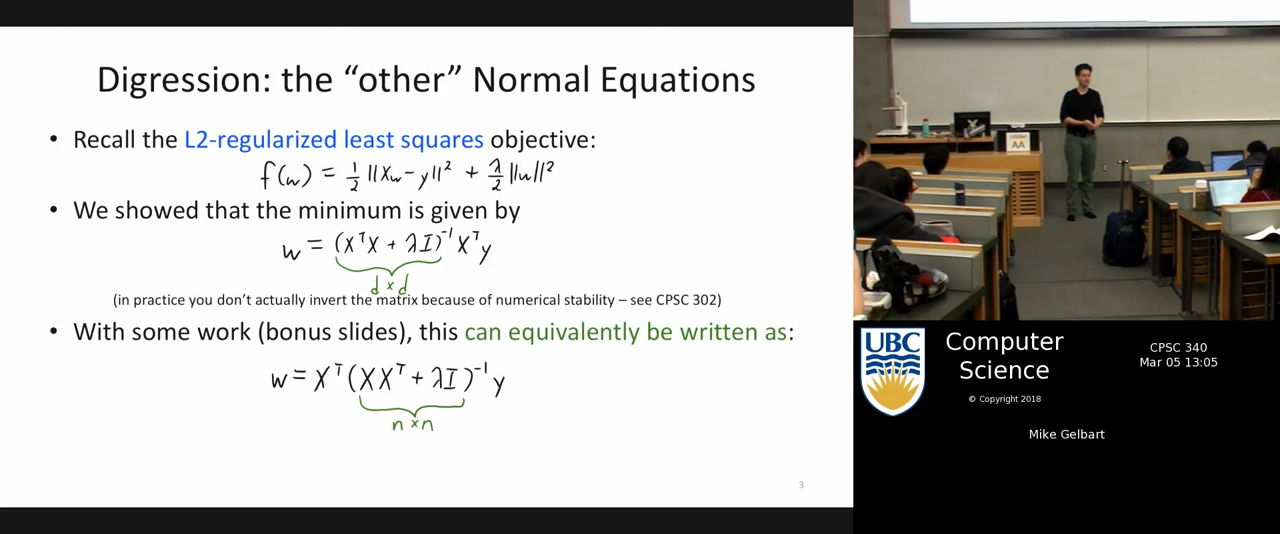 Digression: the “other” Normal Equations
• Recall the L2-regularized least squares objective:
f(w) = ½ ||Xw - y||² + λ/2 ||w||²
• We showed that the minimum is given by
w = (XᵀX + λI)⁻¹Xᵀy
d × d
(in practice you don’t actually invert the matrix because of numerical stability – see CPSC 302)
• With some work (bonus slides), this can equivalently be written as:
w = Xᵀ(XXᵀ + λI)⁻¹y
n × n
3
AA
UBC
Computer
Science
© Copyright 2018
CPSC 340
Mar 05 13:05
Mike Gelbart